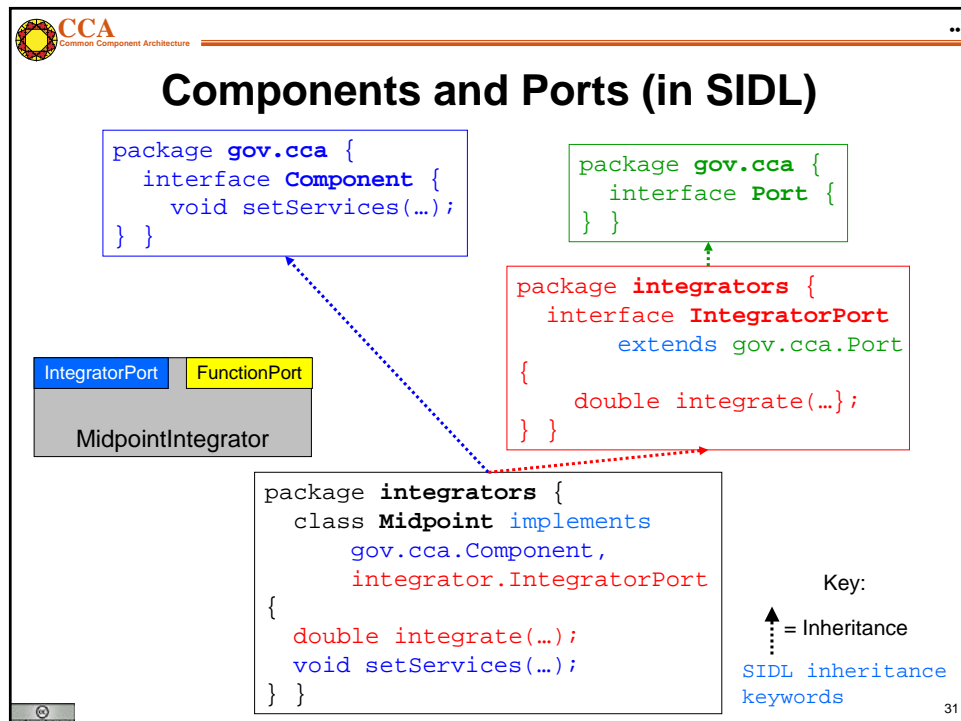 CCA
Common Component Architecture
Components and Ports (in SIDL)
package gov.cca {
interface Component {
void setServices(…);
} }
package gov.cca {
interface Port {
} }
package integrators {
interface IntegratorPort
extends gov.cca.Port
{
double integrate(…};
} }
IntegratorPort
FunctionPort
MidpointIntegrator
package integrators {
class Midpoint implements
gov.cca.Component,
integrator.IntegratorPort
{
double integrate(…);
void setServices(…);
} }
Key:
= Inheritance
SIDL inheritance
keywords
31